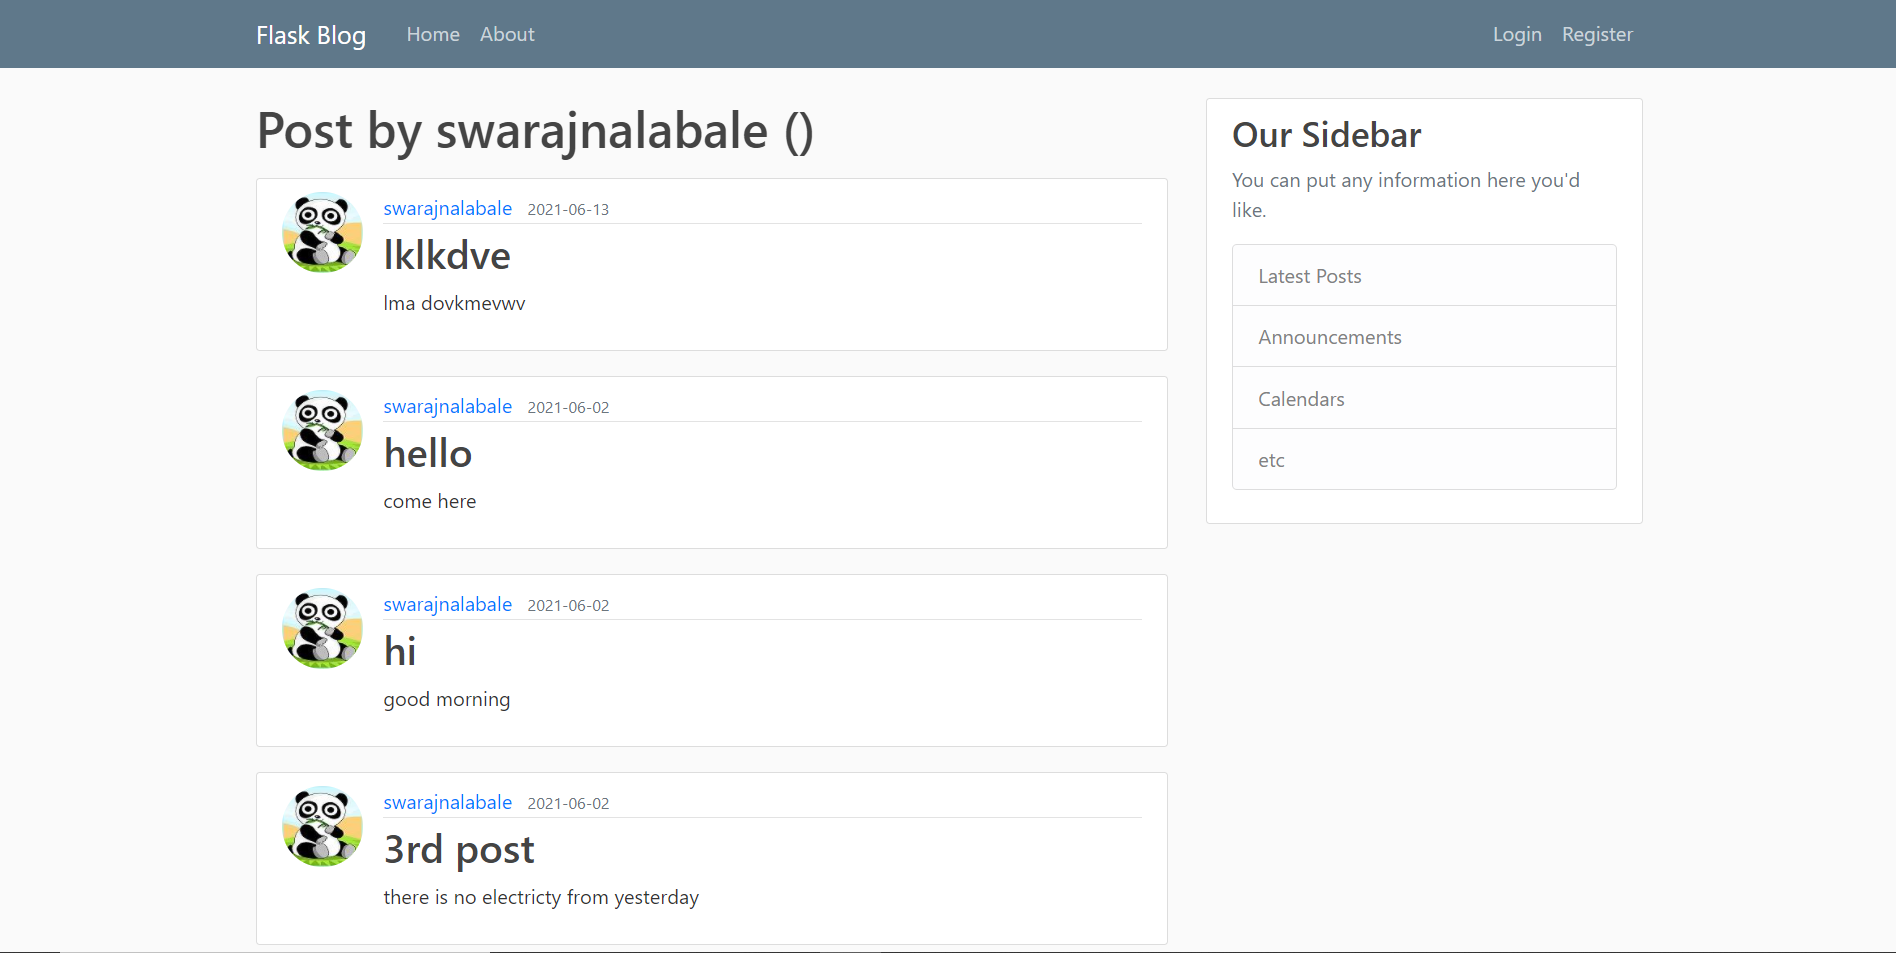 Flask Blog Home About Login Register
Post by swarajnalabale ()
swarajnalabale 2021-06-13
lklkdve
lma dovkmevwv
swarajnalabale 2021-06-02
hello
come here
swarajnalabale 2021-06-02
hi
good morning
swarajnalabale 2021-06-02
3rd post
there is no electricty from yesterday
Our Sidebar
You can put any information here you'd
like.
Latest Posts
Announcements
Calendars
etc